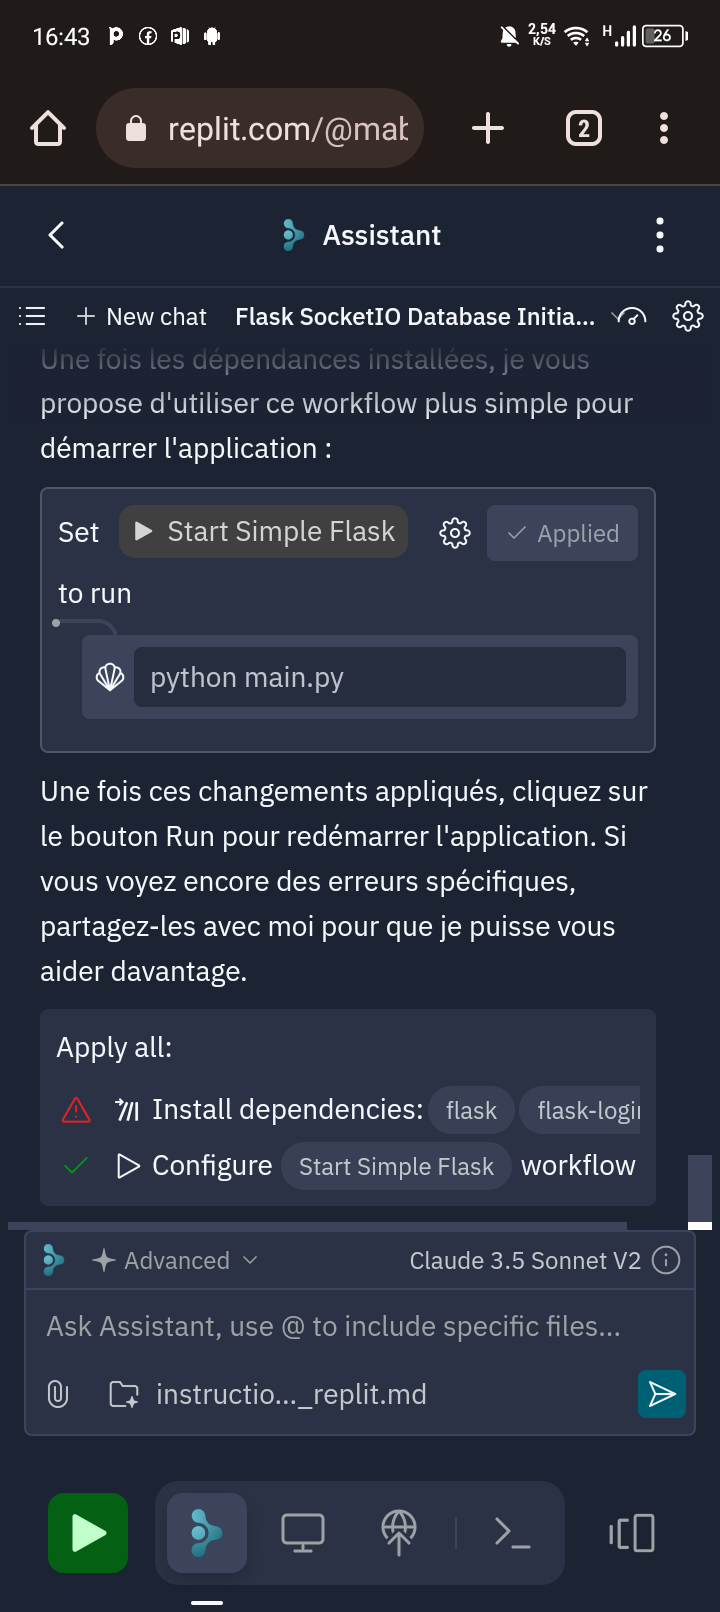 16:43
2,54
K/S
H
26
replit.com/@mab
2
Assistant
New chat
Flask SocketIO Database Initia...
Une fois les dépendances installées, je vous
propose d'utiliser ce workflow plus simple pour
démarrer l'application :
Set
Start Simple Flask
Applied
to run
python main.py
Une fois ces changements appliqués, cliquez sur
le bouton Run pour redémarrer l'application. Si
vous voyez encore des erreurs spécifiques,
partagez-les avec moi pour que je puisse vous
aider davantage.
Apply all:
Install dependencies: flask flask-login
Configure Start Simple Flask workflow
Advanced
Claude 3.5 Sonnet V2
Ask Assistant, use @ to include specific files...
instructio..._replit.md